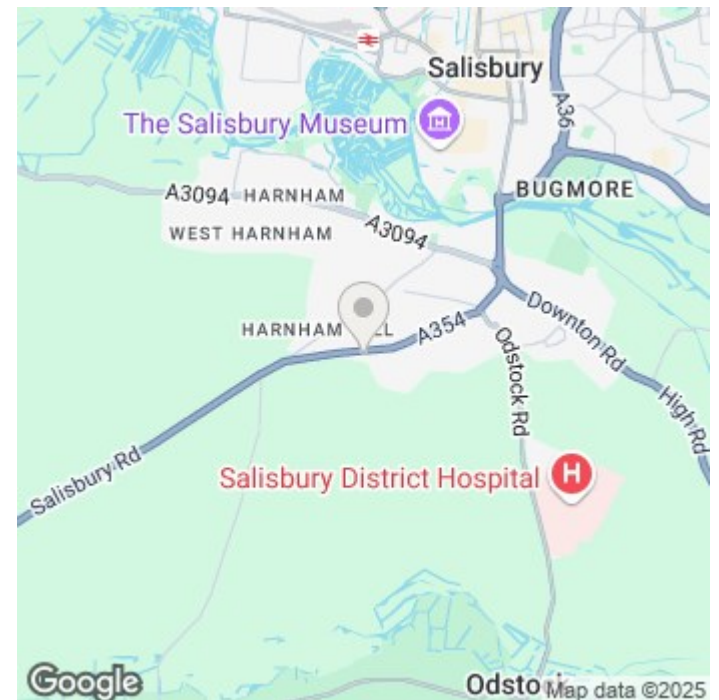 Salisbury
The Salisbury Museum
A36
BUGMORE
A3094
HARNHAM
A3094
WEST HARNHAM
HARNHAM
A354
Downton Rd
Odstock Rd
High Rd
Salisbury Rd
Salisbury District Hospital
H
Odstock
Google
Map data ©2025